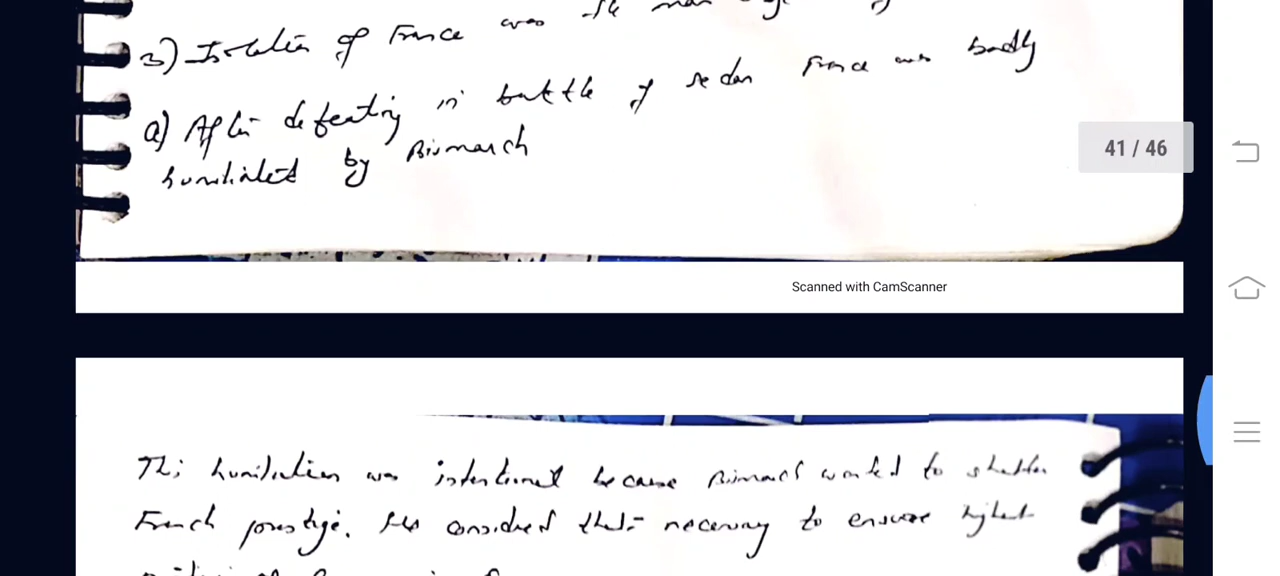 3) Isolation of France was the
a) After defeating in battle of sedan France was badly
humiliated by Bismarch
41 / 46
Scanned with CamScanner
This humiliation was intentional because Bismarck wanted to shatter
French prestige. He considered that necessary to ensure highest